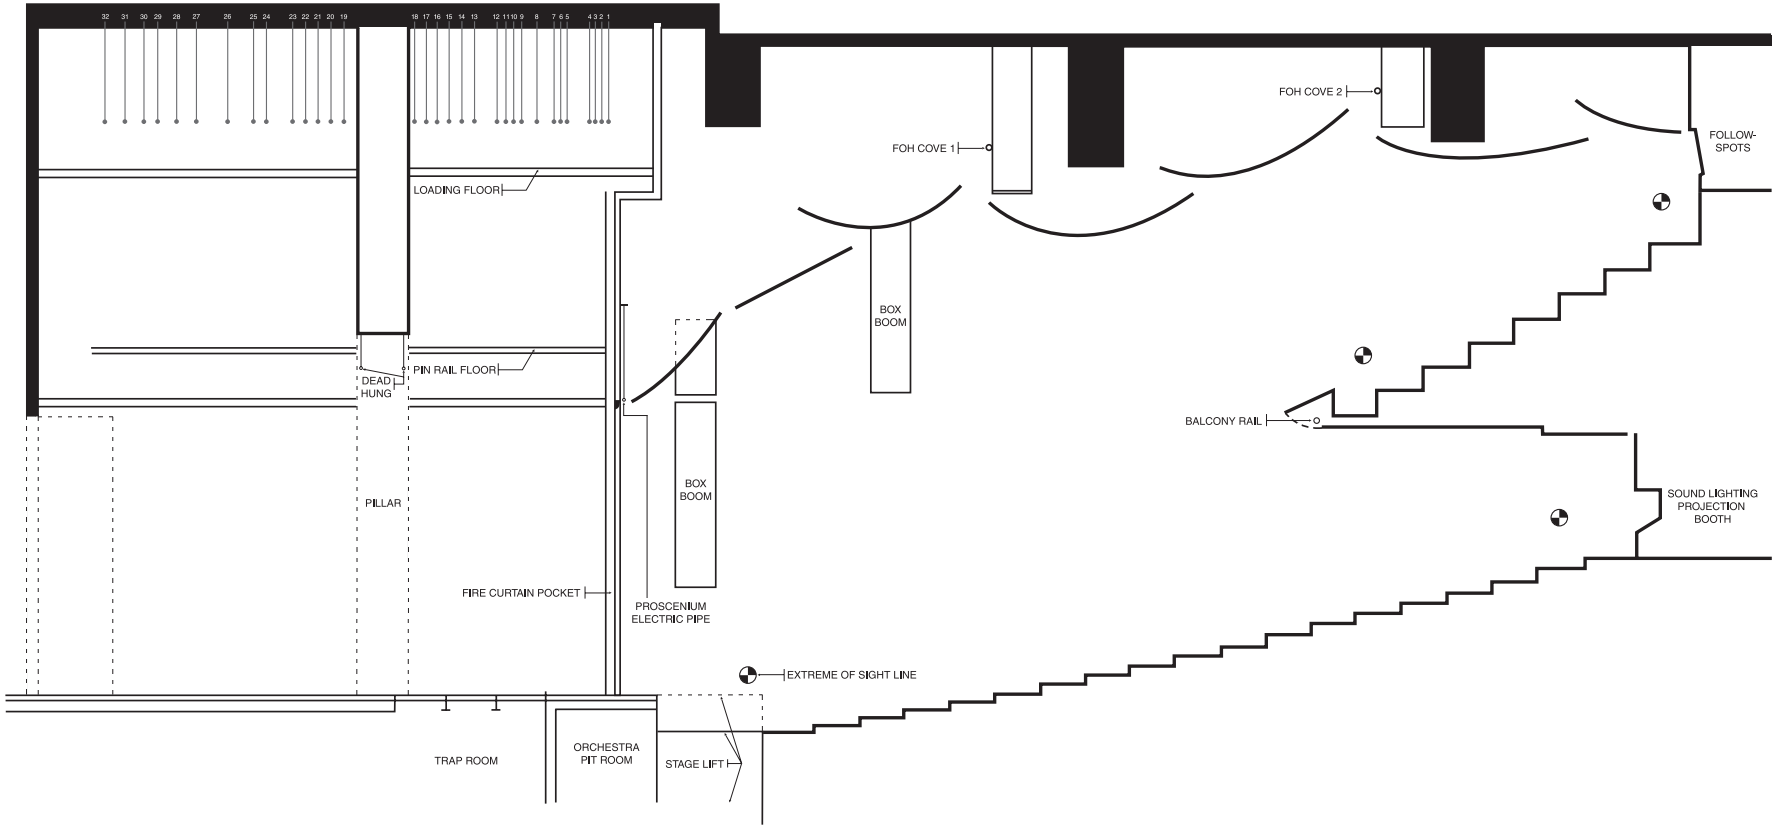 32 31 30 29 28 27 26 25 24 23 22 21 20 19 18 17 16 15 14 13 12 11 10 9 8 7 6 5 4 3 2 1
FOH COVE 2
FOLLOW-
SPOTS
FOH COVE 1
LOADING FLOOR
BOX
BOOM
PIN RAIL FLOOR
DEAD
HUNG
BALCONY RAIL
BOX
BOOM
PILLAR
SOUND LIGHTING
PROJECTION
BOOTH
FIRE CURTAIN POCKET
PROSCENIUM
ELECTRIC PIPE
EXTREME OF SIGHT LINE
TRAP ROOM
ORCHESTRA
PIT ROOM
STAGE LIFT